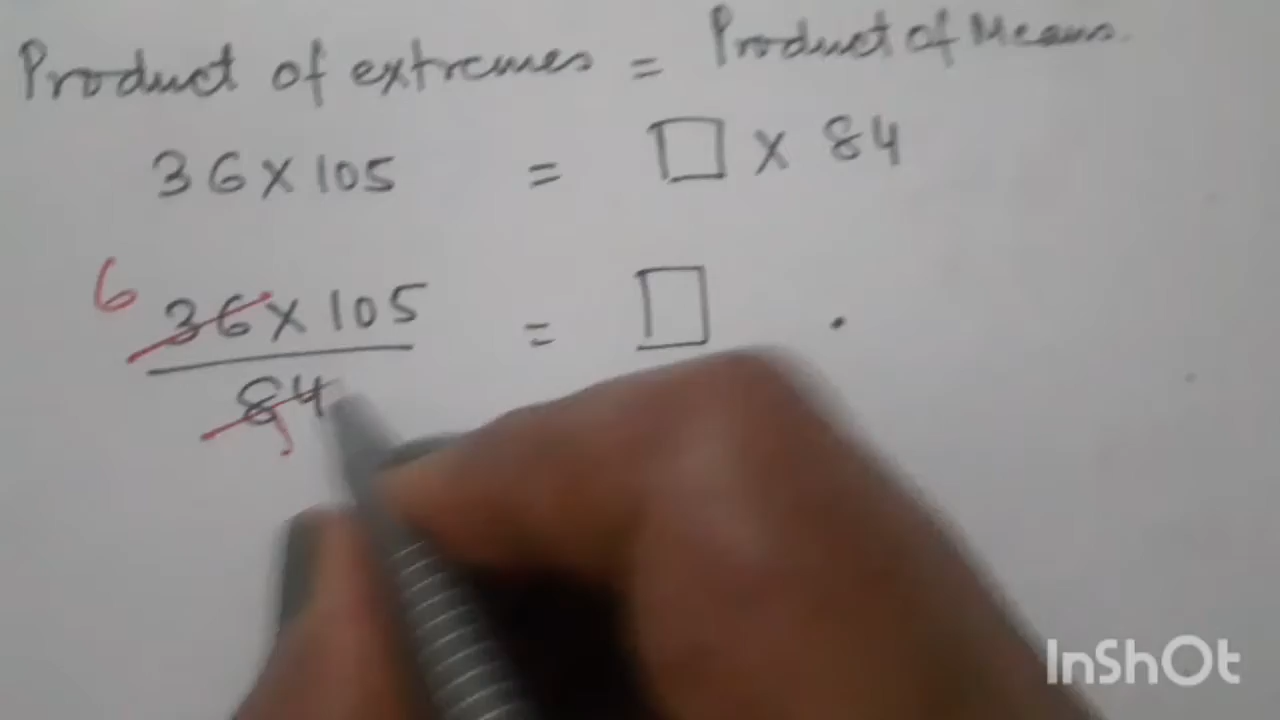 Product of extremes = Product of Means.
36 × 105 = □ × 84
6
36 × 105 = □ .
84
InShOt